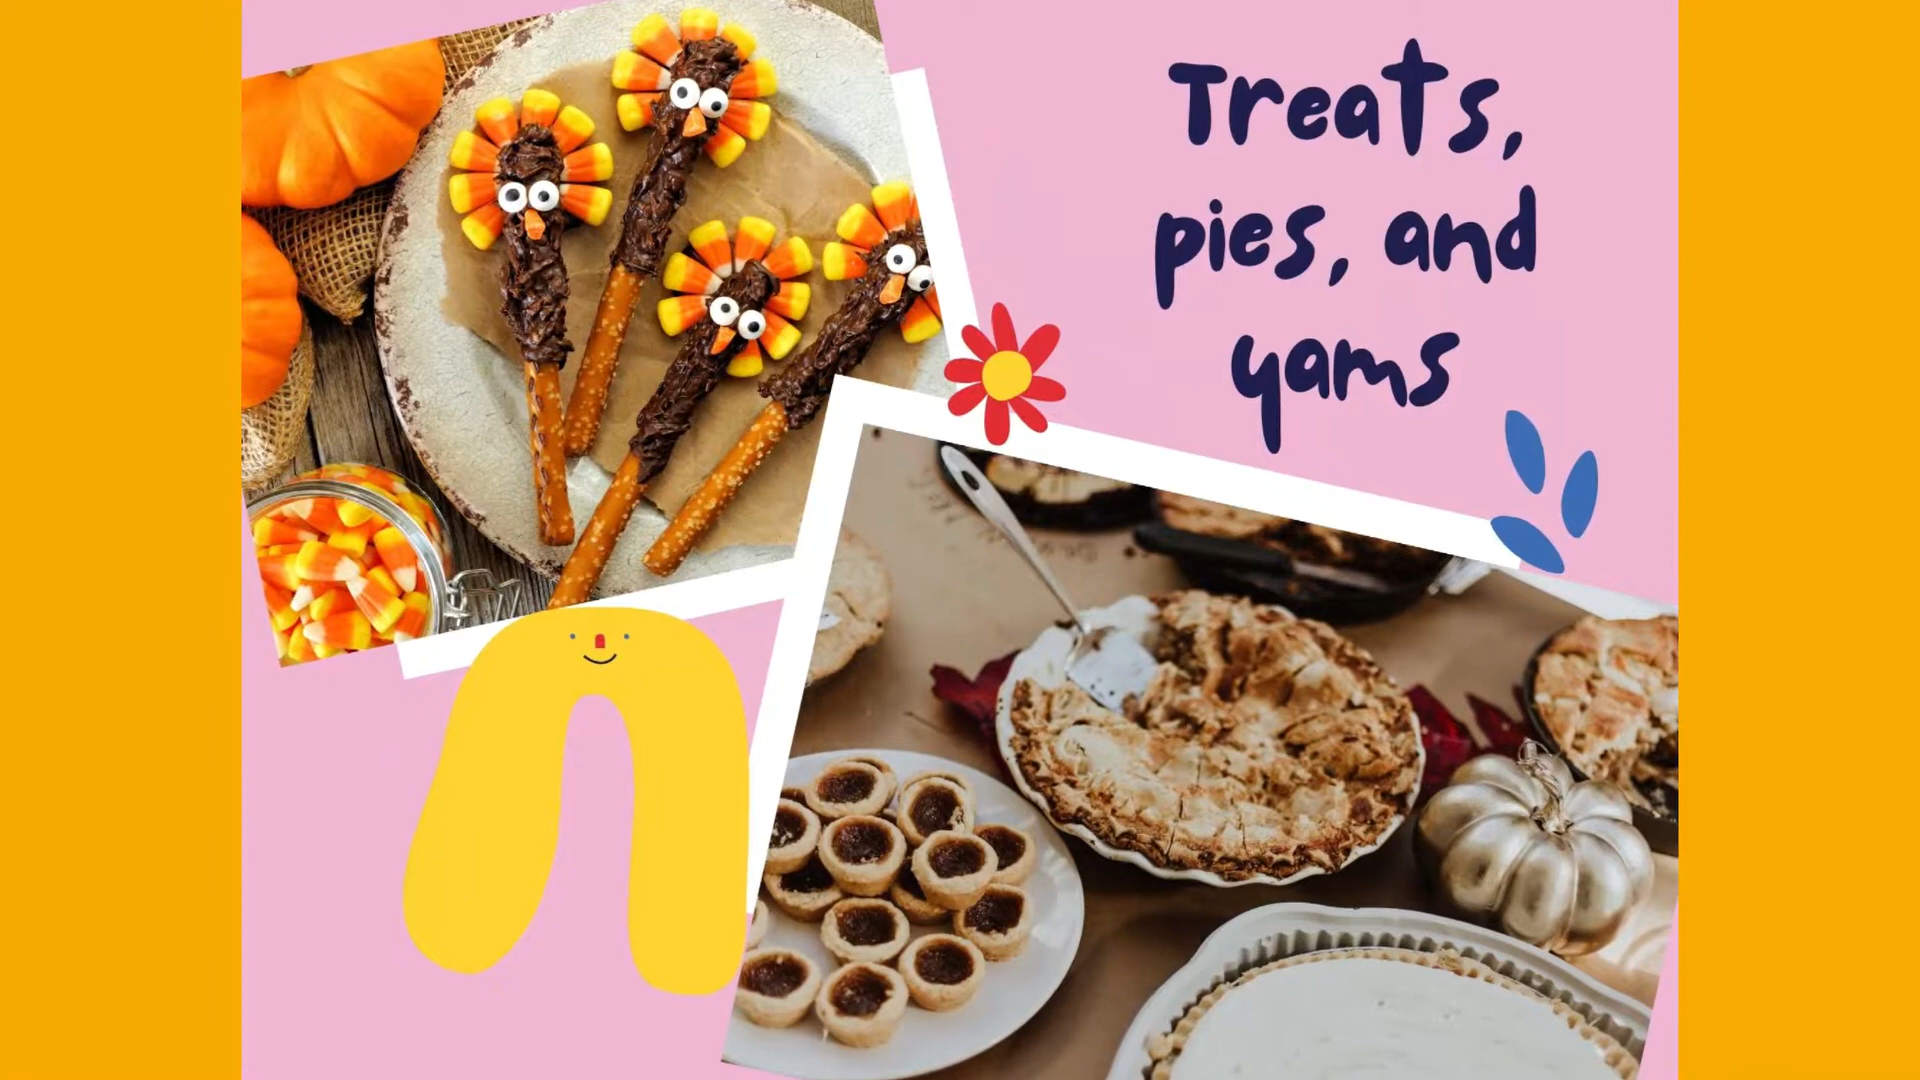 Treats,
pies, and
yams